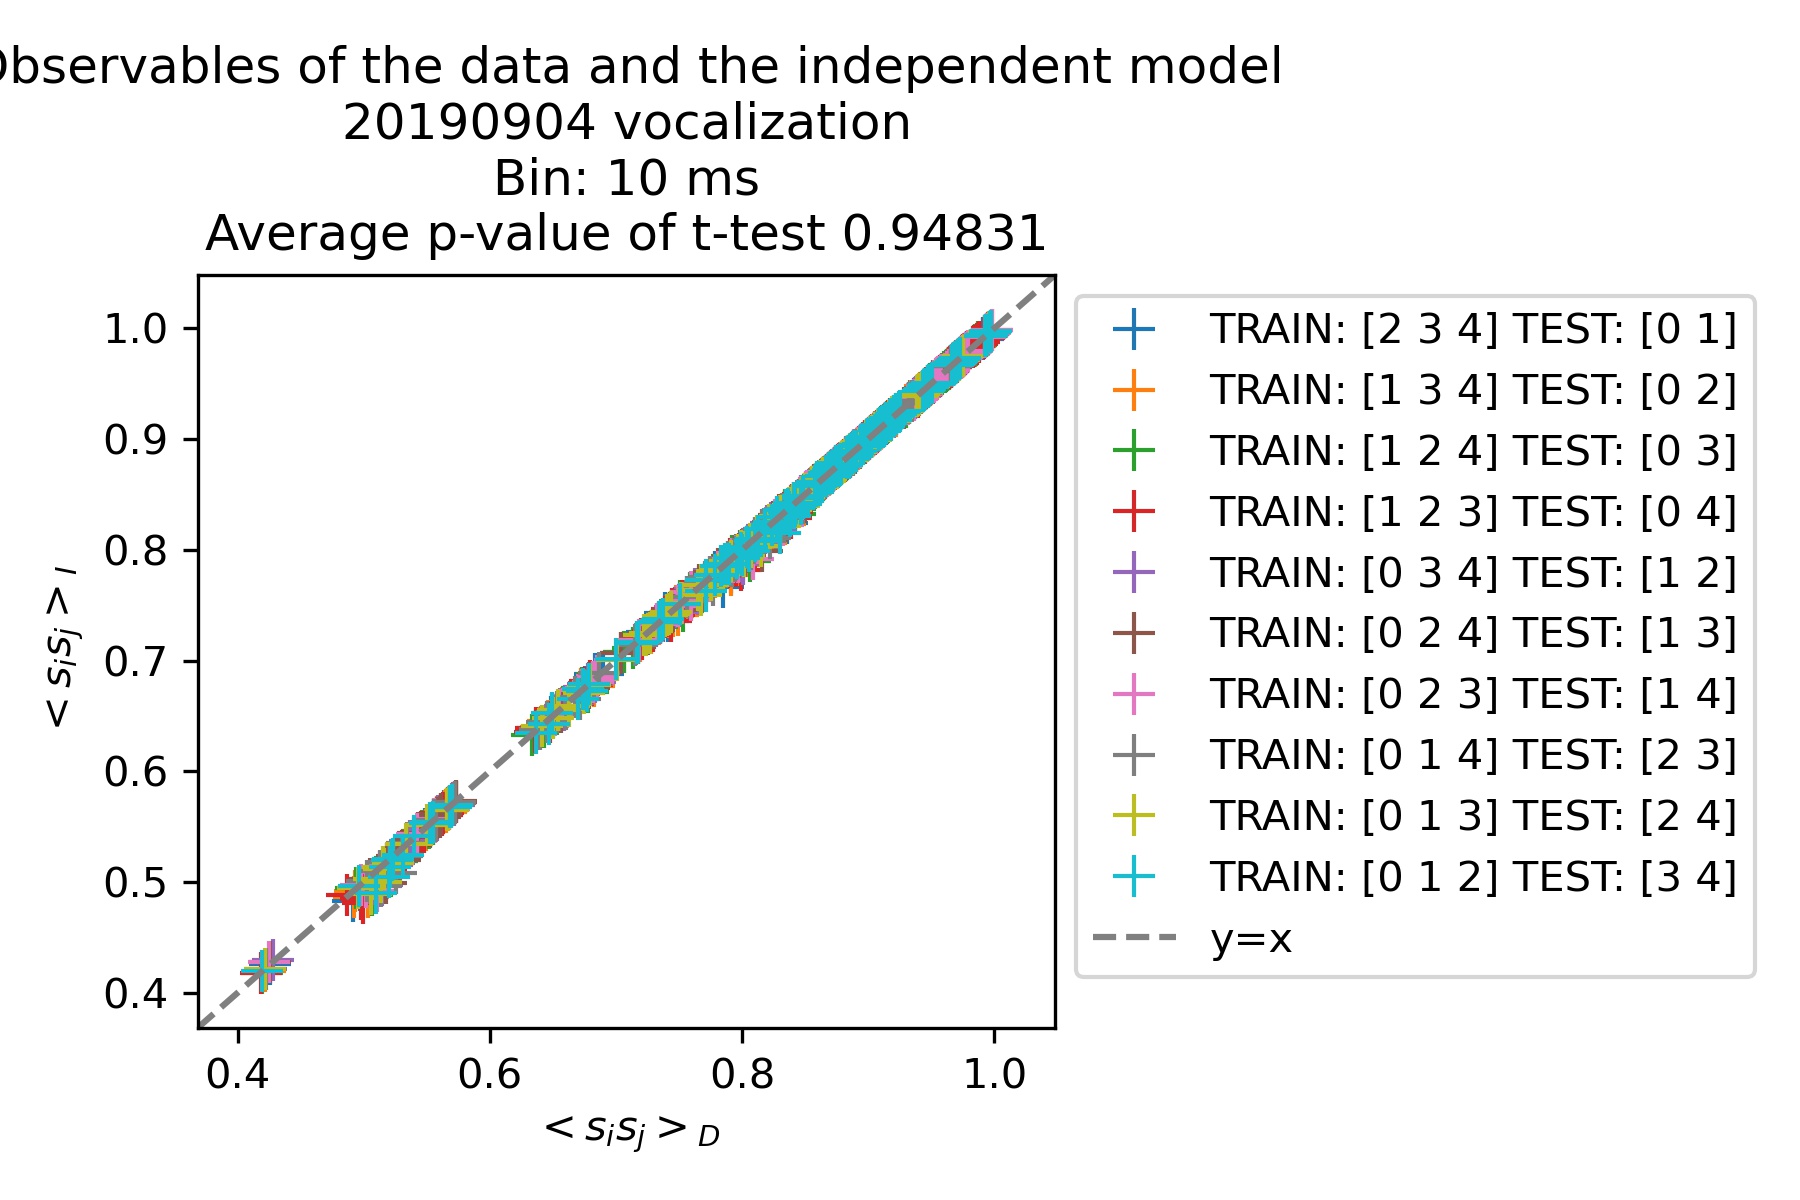 Observables of the data and the independent model
20190904 vocalization
Bin: 10 ms
Average p-value of t-test 0.94831
1.0
0.9
0.8
0.7
0.6
0.5
0.4
< s_i s_j >_I
0.4 0.6 0.8 1.0
< s_i s_j >_D
TRAIN: [2 3 4] TEST: [0 1]
TRAIN: [1 3 4] TEST: [0 2]
TRAIN: [1 2 4] TEST: [0 3]
TRAIN: [1 2 3] TEST: [0 4]
TRAIN: [0 3 4] TEST: [1 2]
TRAIN: [0 2 4] TEST: [1 3]
TRAIN: [0 2 3] TEST: [1 4]
TRAIN: [0 1 4] TEST: [2 3]
TRAIN: [0 1 3] TEST: [2 4]
TRAIN: [0 1 2] TEST: [3 4]
y=x